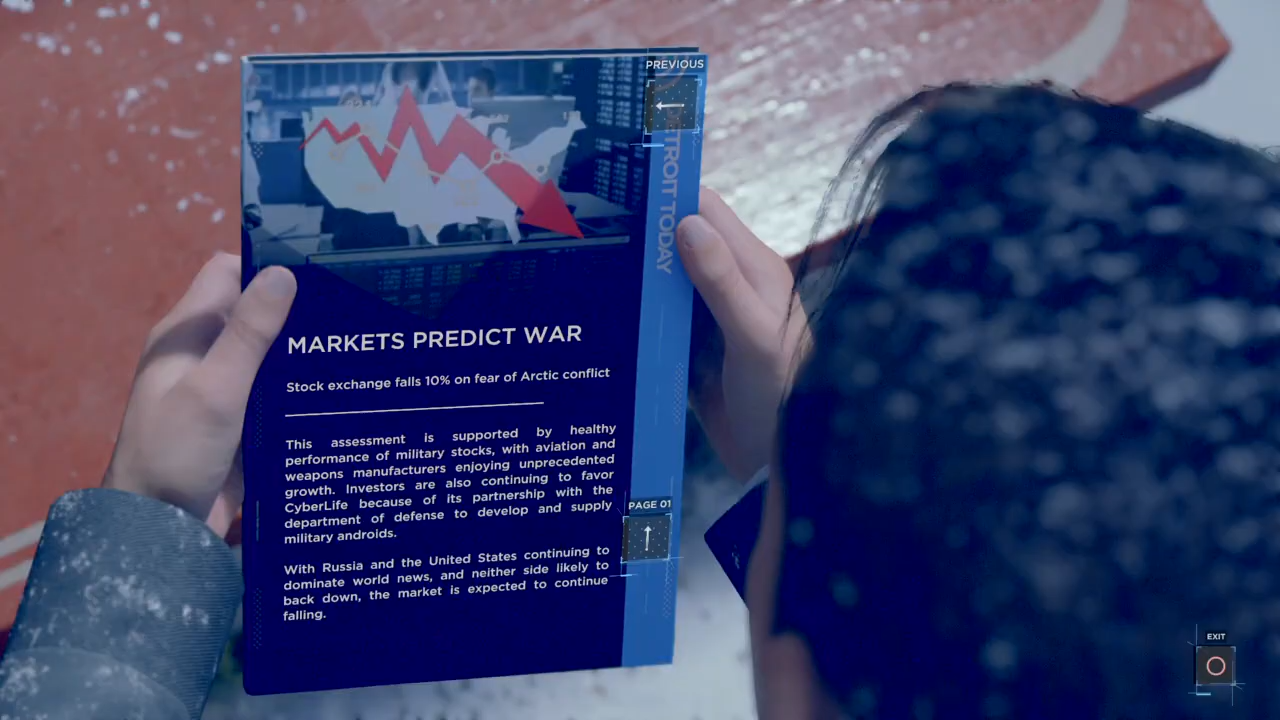 PREVIOUS
TROIT TODAY
MARKETS PREDICT WAR
Stock exchange falls 10% on fear of Arctic conflict
This assessment is supported by healthy
performance of military stocks, with aviation and
weapons manufacturers enjoying unprecedented
growth. Investors are also continuing to favor
CyberLife because of its partnership with the
department of defense to develop and supply
military androids.
With Russia and the United States continuing to
dominate world news, and neither side likely to
back down, the market is expected to continue
falling.
PAGE 01
EXIT